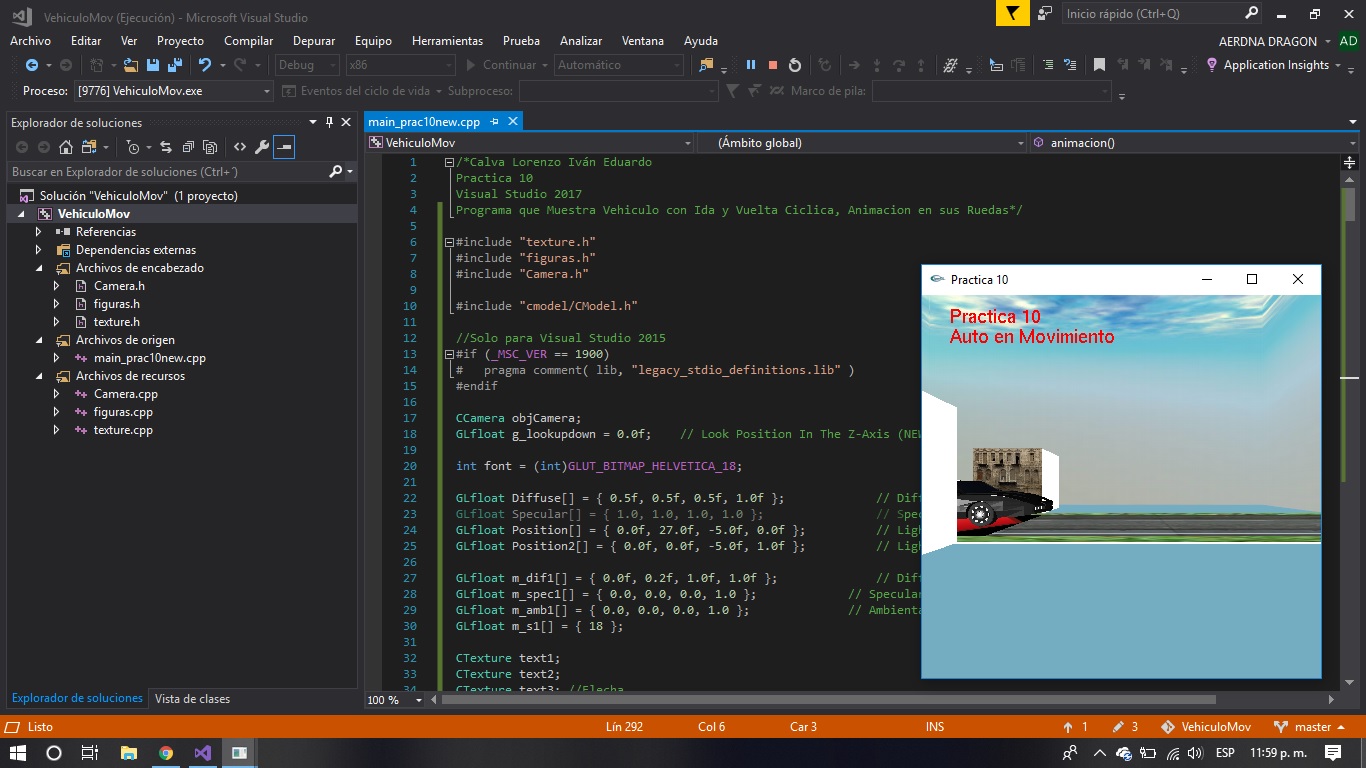 VehiculoMov (Ejecución) - Microsoft Visual Studio
Inicio rápido (Ctrl+Q)
Archivo Editar Ver Proyecto Compilar Depurar Equipo Herramientas Prueba Analizar Ventana Ayuda
AERDNA DRAGON AD
Debug x86 Continuar Automático Application Insights
Proceso: [9776] VehiculoMov.exe Eventos del ciclo de vida Subproceso: Marco de pila:
Explorador de soluciones
Buscar en Explorador de soluciones (Ctrl+´)
Solución "VehiculoMov" (1 proyecto)
VehiculoMov
Referencias
Dependencias externas
Archivos de encabezado
Camera.h
figuras.h
texture.h
Archivos de origen
main_prac10new.cpp
Archivos de recursos
Camera.cpp
figuras.cpp
texture.cpp
Explorador de soluciones Vista de clases
main_prac10new.cpp
VehiculoMov (Ámbito global) animacion()
1 /*Calva Lorenzo Iván Eduardo
2 Practica 10
3 Visual Studio 2017
4 Programa que Muestra Vehiculo con Ida y Vuelta Ciclica, Animacion en sus Ruedas*/
5
6 #include "texture.h"
7 #include "figuras.h"
8 #include "Camera.h"
9
10 #include "cmodel/CModel.h"
11
12 //Solo para Visual Studio 2015
13 #if (_MSC_VER == 1900)
14 #   pragma comment( lib, "legacy_stdio_definitions.lib" )
15 #endif
16
17 CCamera objCamera;
18 GLfloat g_lookupdown = 0.0f;    // Look Position In The Z-Axis (NEW
19
20 int font = (int)GLUT_BITMAP_HELVETICA_18;
21
22 GLfloat Diffuse[] = { 0.5f, 0.5f, 0.5f, 1.0f };             // Dif
23 GLfloat Specular[] = { 1.0, 1.0, 1.0, 1.0 };                // Spec
24 GLfloat Position[] = { 0.0f, 27.0f, -5.0f, 0.0f };          // Lig
25 GLfloat Position2[] = { 0.0f, 0.0f, -5.0f, 1.0f };          // Lig
26
27 GLfloat m_dif1[] = { 0.0f, 0.2f, 1.0f, 1.0f };              // Dif
28 GLfloat m_spec1[] = { 0.0, 0.0, 0.0, 1.0 };             // Specular
29 GLfloat m_amb1[] = { 0.0, 0.0, 0.0, 1.0 };              // Ambienta
30 GLfloat m_s1[] = { 18 };
31
32 CTexture text1;
33 CTexture text2;
34 CTexture text3; //Flecha
100 %
Practica 10
Practica 10
Auto en Movimiento
Listo Lín 292 Col 6 Car 3 INS 1 3 VehiculoMov master
ESP 11:59 p. m.